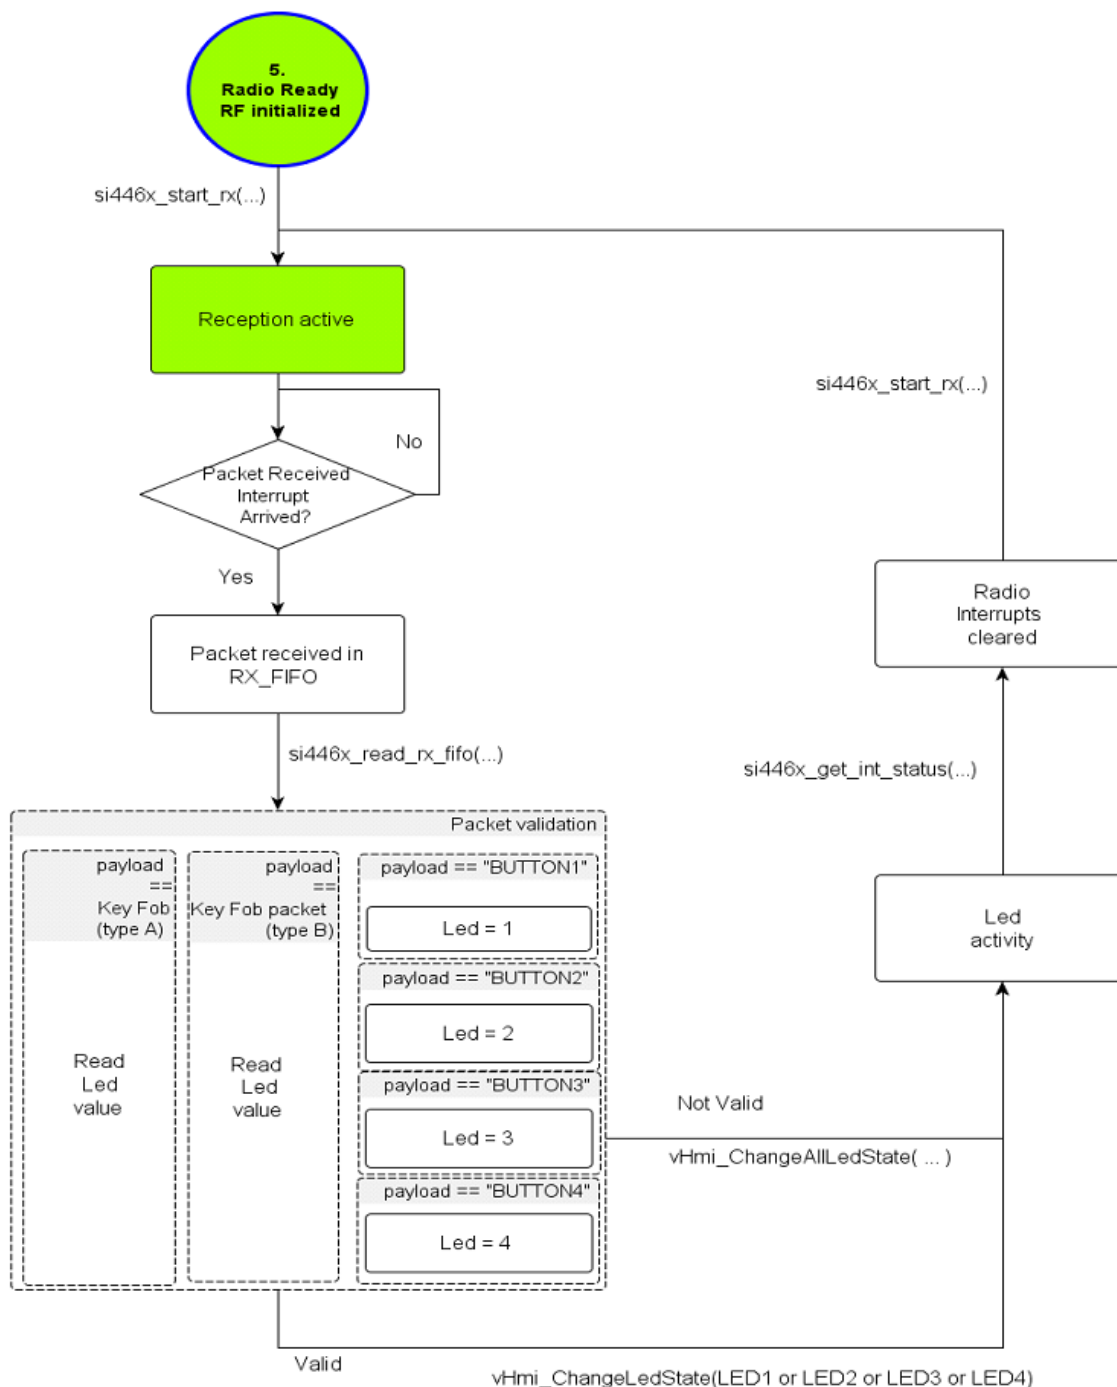 5.
Radio Ready
RF initialized
si446x_start_rx(...)
Reception active
No
Packet Received
Interrupt
Arrived?
Yes
Packet received in
RX_FIFO
si446x_read_rx_fifo(...)
Packet validation
payload
==
Key Fob
(type A)
Read
Led
value
payload
==
Key Fob packet
(type B)
Read
Led
value
payload == "BUTTON1"
Led = 1
payload == "BUTTON2"
Led = 2
payload == "BUTTON3"
Led = 3
payload == "BUTTON4"
Led = 4
Not Valid
vHmi_ChangeAllLedState( ... )
Valid
vHmi_ChangeLedState(LED1 or LED2 or LED3 or LED4)
Led
activity
si446x_get_int_status(...)
Radio
Interrupts
cleared
si446x_start_rx(...)